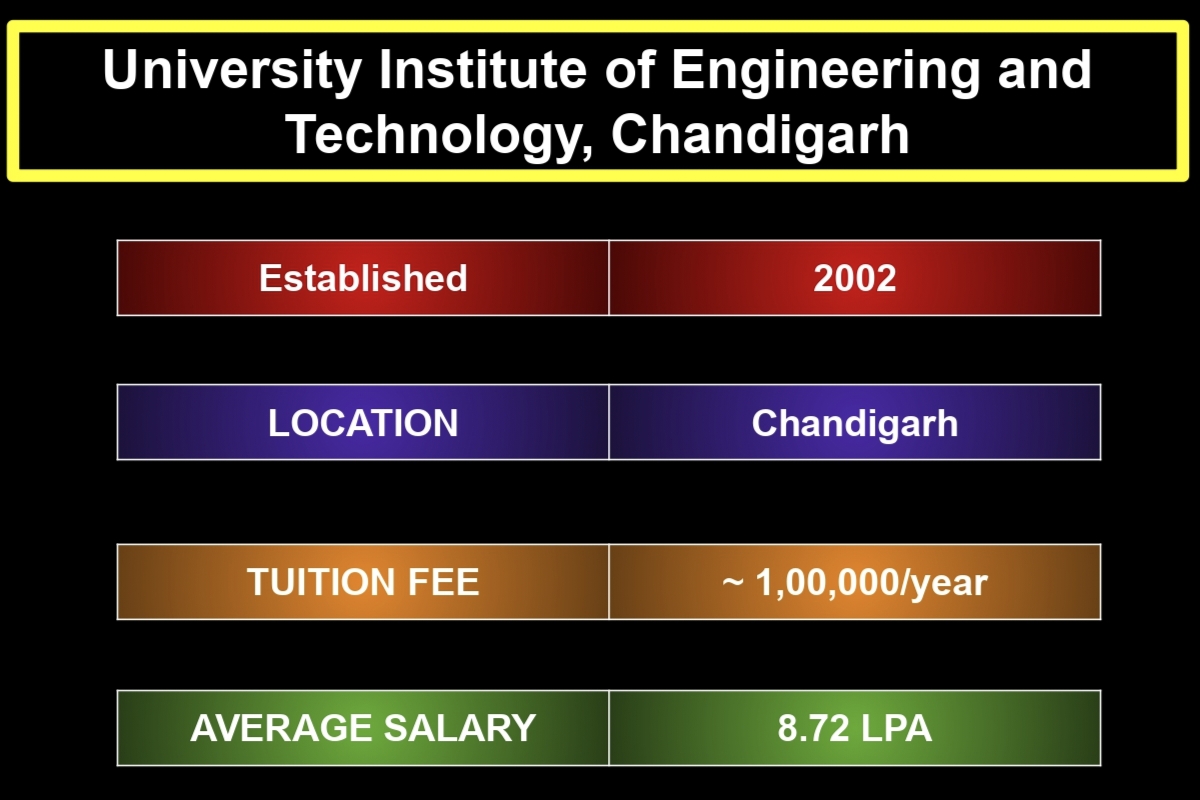 University Institute of Engineering and
Technology, Chandigarh
Established 2002
LOCATION Chandigarh
TUITION FEE ~ 1,00,000/year
AVERAGE SALARY 8.72 LPA